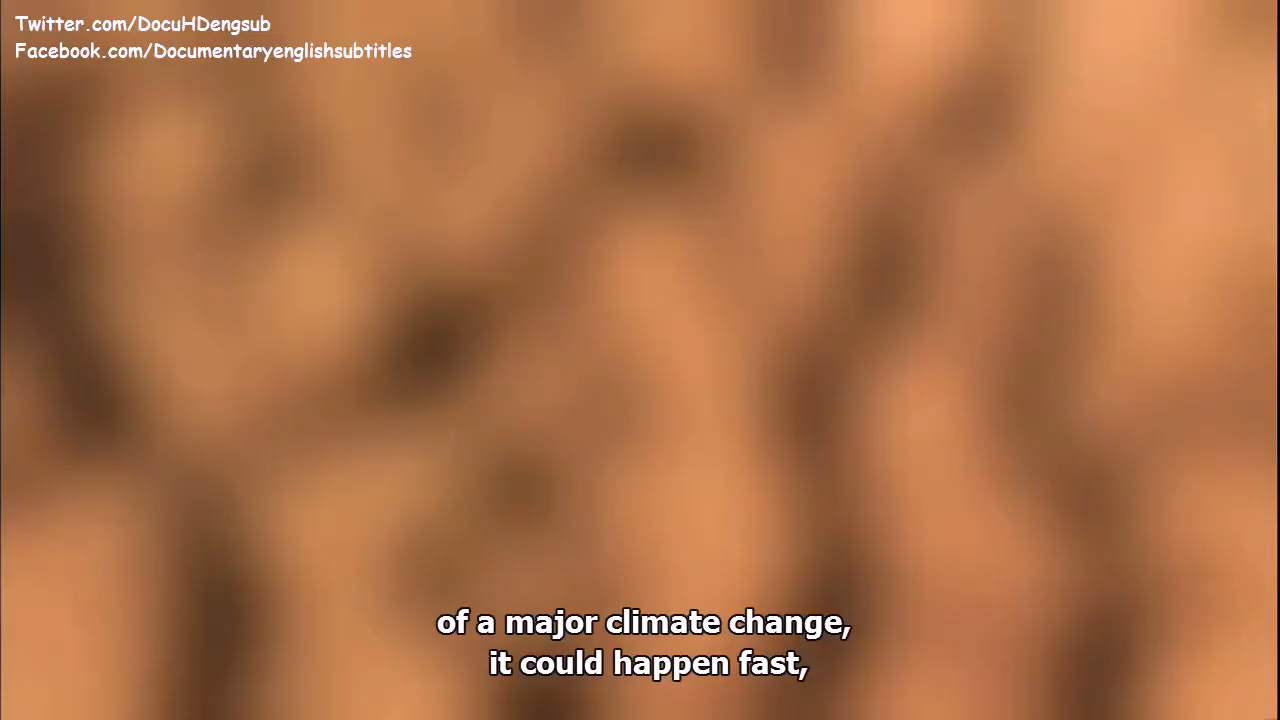 Twitter.com/DocuHDengsub
Facebook.com/Documentaryenglishsubtitles
of a major climate change,
it could happen fast,